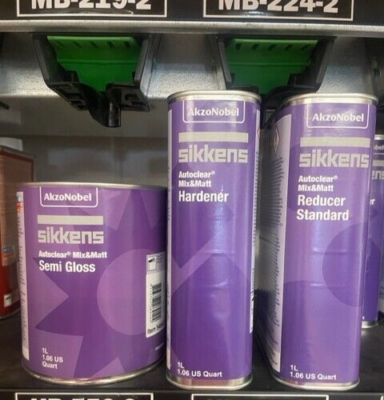 MB-219-2
MB-224-2
AkzoNobel
sikkens
Autoclear® Mix&Matt
Semi Gloss
1L
1.06 US
Quart
AkzoNobel
sikkens
Autoclear®
Mix&Matt
Hardener
1L
1.06 US Quart
AkzoNobel
sikkens
Autoclear®
Mix&Matt
Reducer
Standard
1L
1.06 US Quart